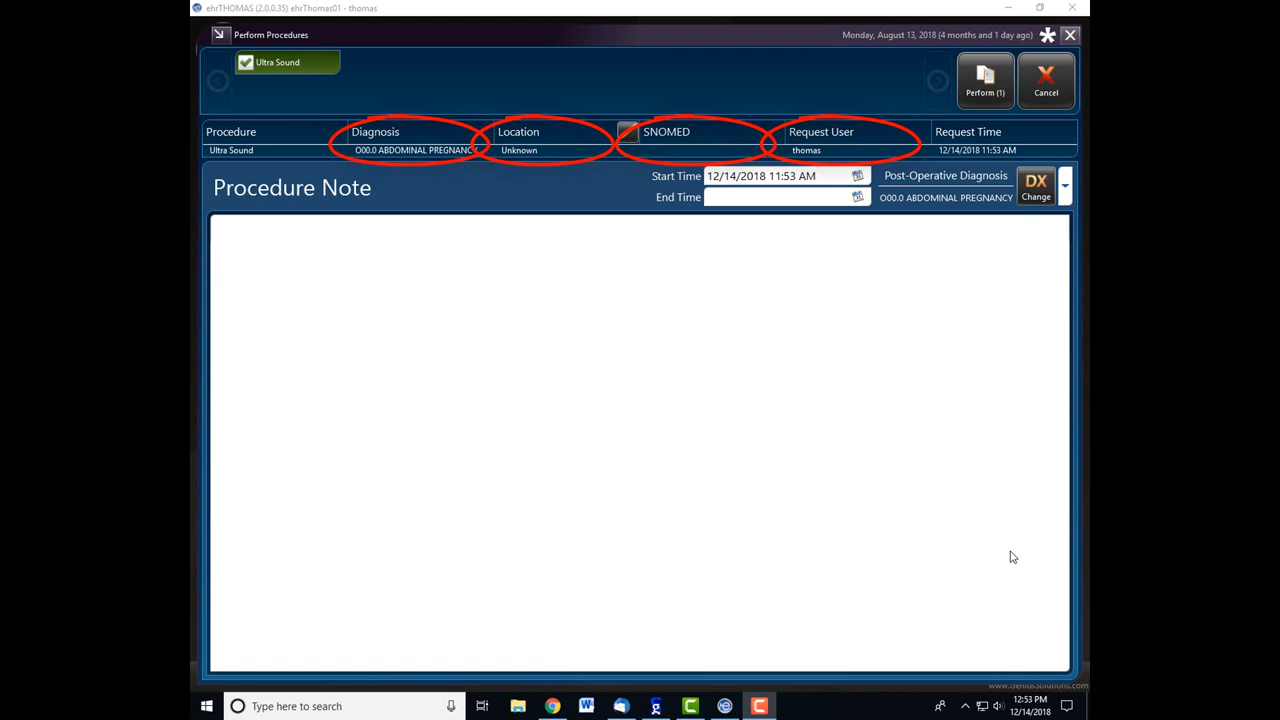 ehrTHOMAS (2.0.0.35) ehrThomas01 - thomas
Perform Procedures
Monday, August 13, 2018 (4 months and 1 day ago)
Ultra Sound
Perform (1)
Cancel
Procedure Diagnosis Location SNOMED Request User Request Time
Ultra Sound O00.0 ABDOMINAL PREGNANCY Unknown thomas 12/14/2018 11:53 AM
Procedure Note
Start Time 12/14/2018 11:53 AM
End Time
Post-Operative Diagnosis
O00.0 ABDOMINAL PREGNANCY
DX
Change
www.GeniusSolutions.com
Type here to search
12:53 PM
12/14/2018